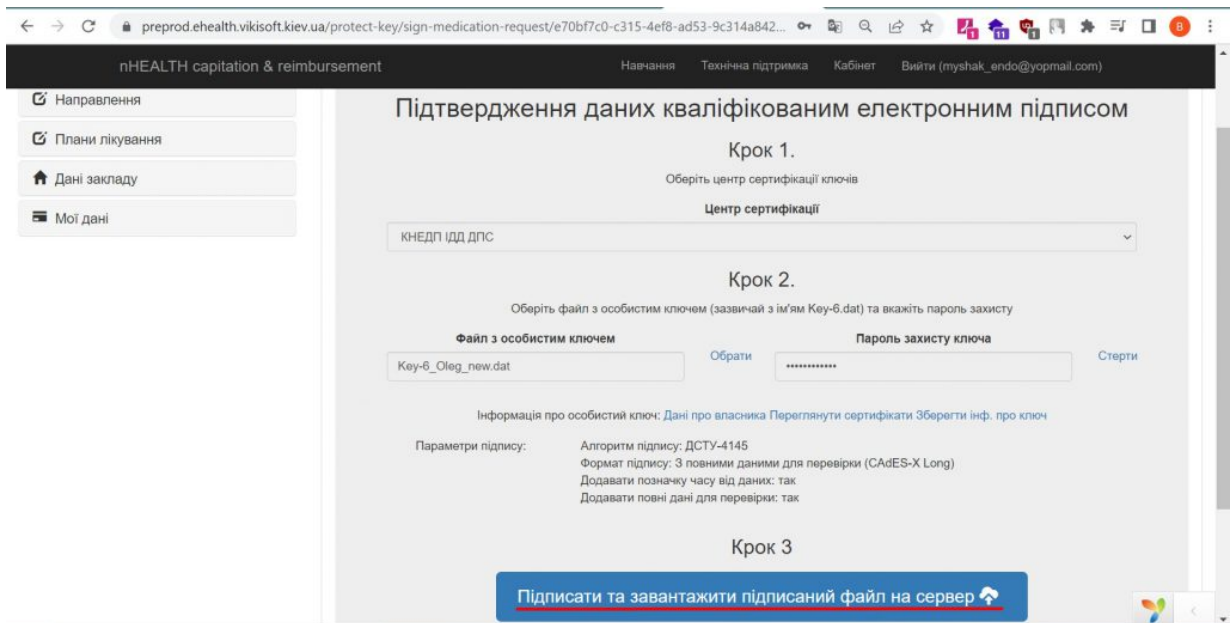 preprod.ehealth.vikisoft.kiev.ua/protect-key/sign-medication-request/e70bf7c0-c315-4ef8-ad53-9c314a842...
1
11
1
B
nHEALTH capitation & reimbursement
Навчання Технічна підтримка Кабінет Вийти (myshak_endo@yopmail.com)
Направлення
Плани лікування
Дані закладу
Мої дані
Підтвердження даних кваліфікованим електронним підписом
Крок 1.
Оберіть центр сертифікації ключів
Центр сертифікації
КНЕДП ІДД ДПС
Крок 2.
Оберіть файл з особистим ключем (зазвичай з ім'ям Key-6.dat) та вкажіть пароль захисту
Файл з особистим ключем Пароль захисту ключа
Key-6_Oleg_new.dat Обрати •••••••••••• Стерти
Інформація про особистий ключ: Дані про власника Переглянути сертифікати Зберегти інф. про ключ
Параметри підпису: Алгоритм підпису: ДСТУ-4145
Формат підпису: З повними даними для перевірки (CAdES-X Long)
Додавати позначку часу від даних: так
Додавати повні дані для перевірки: так
Крок 3
Підписати та завантажити підписаний файл на сервер